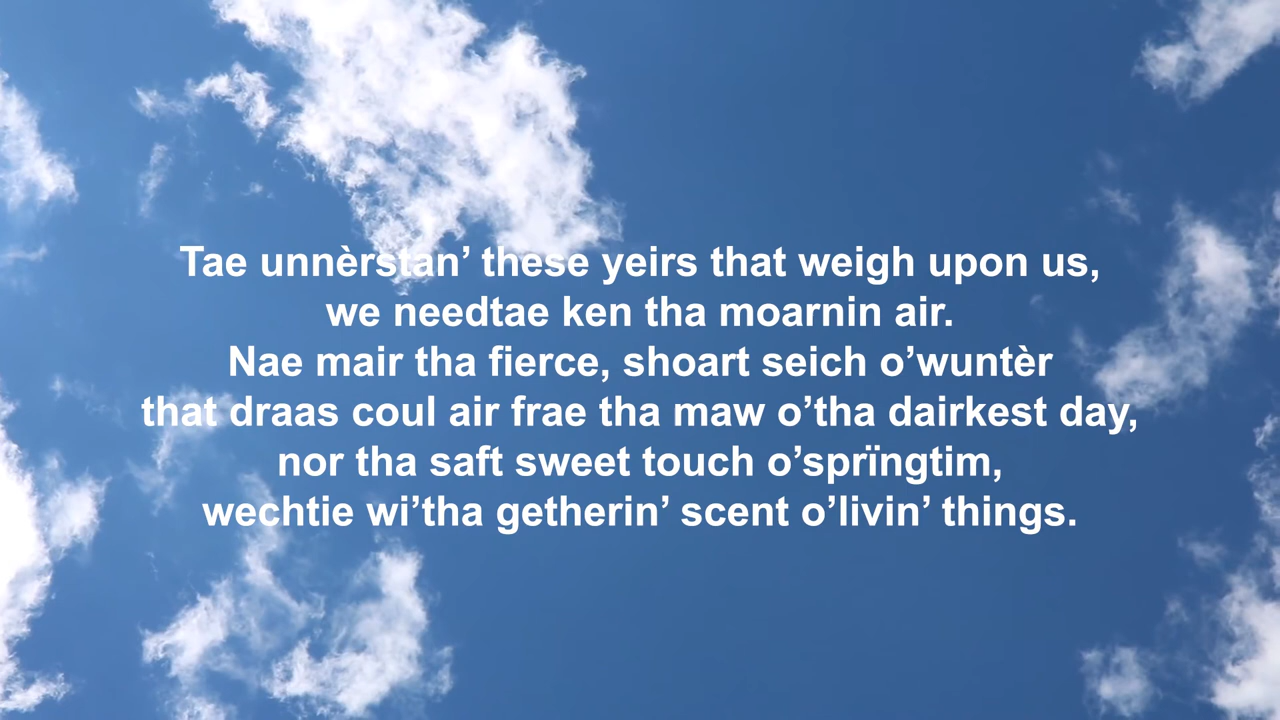 Tae unnèrstan’ these yeirs that weigh upon us,
we needtae ken tha moarnin air.
Nae mair tha fierce, shoart seich o’wuntèr
that draas coul air frae tha maw o’tha dairkest day,
nor tha saft sweet touch o’sprïngtim,
wechtie wi’tha getherin’ scent o’livin’ things.